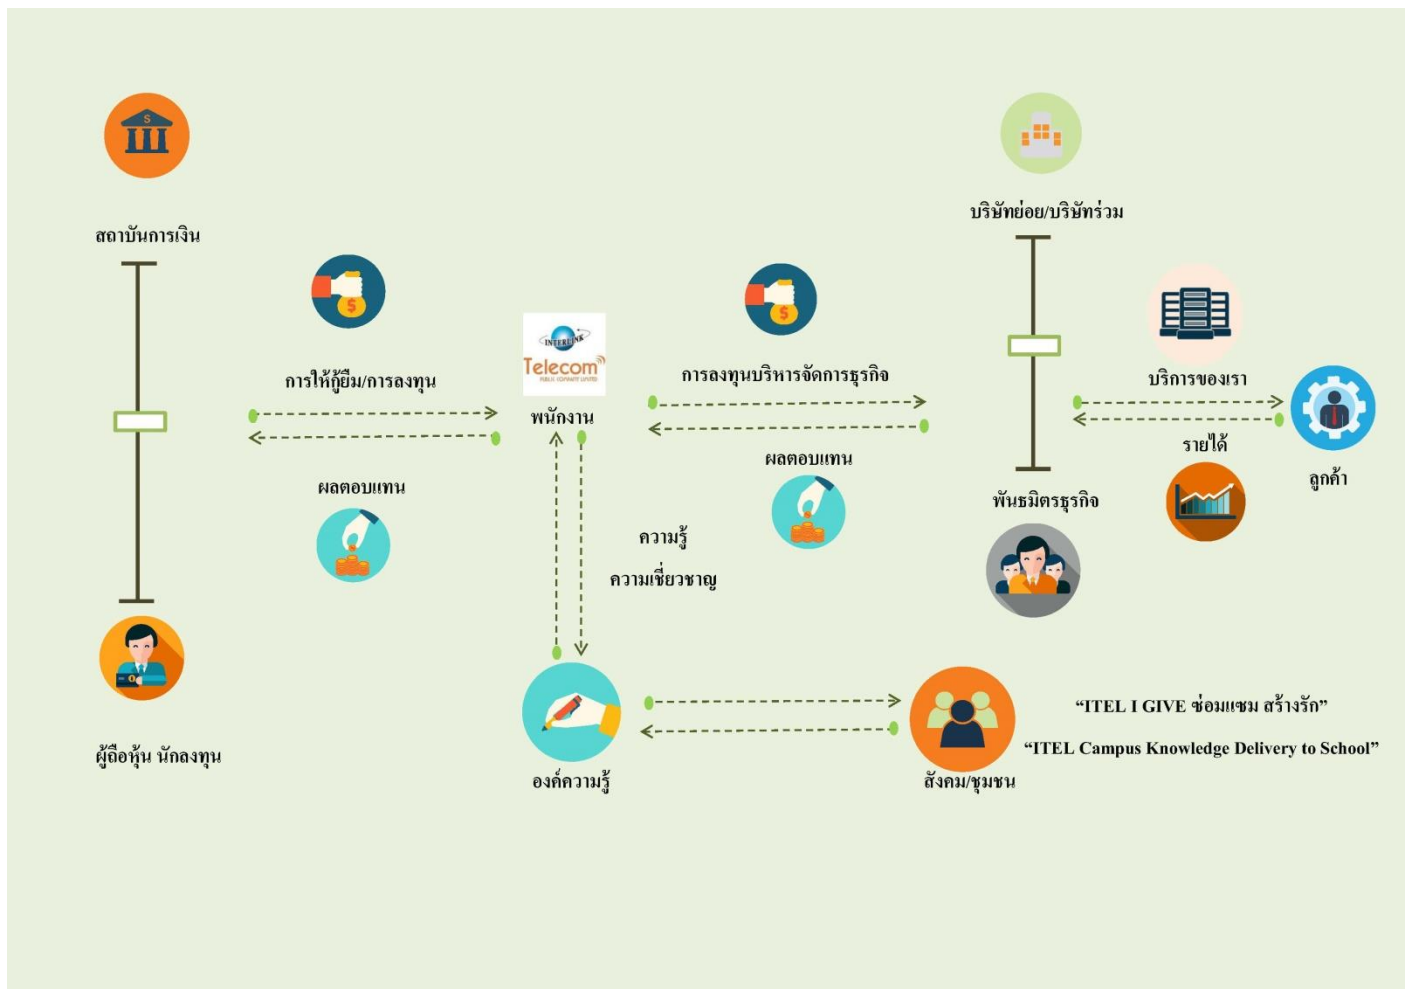 สถาบันการเงิน
ผู้ถือหุ้น นักลงทุน
การให้กู้ยืม/การลงทุน
ผลตอบแทน
INTERLINK
Telecom
PUBLIC COMPANY LIMITED
พนักงาน
ความรู้
ความเชี่ยวชาญ
องค์ความรู้
การลงทุนบริหารจัดการธุรกิจ
ผลตอบแทน
บริษัทย่อย/บริษัทร่วม
พันธมิตรธุรกิจ
บริการของเรา
รายได้
ลูกค้า
สังคม/ชุมชน
“ITEL I GIVE ซ่อมแซม สร้างรัก”
“ITEL Campus Knowledge Delivery to School”